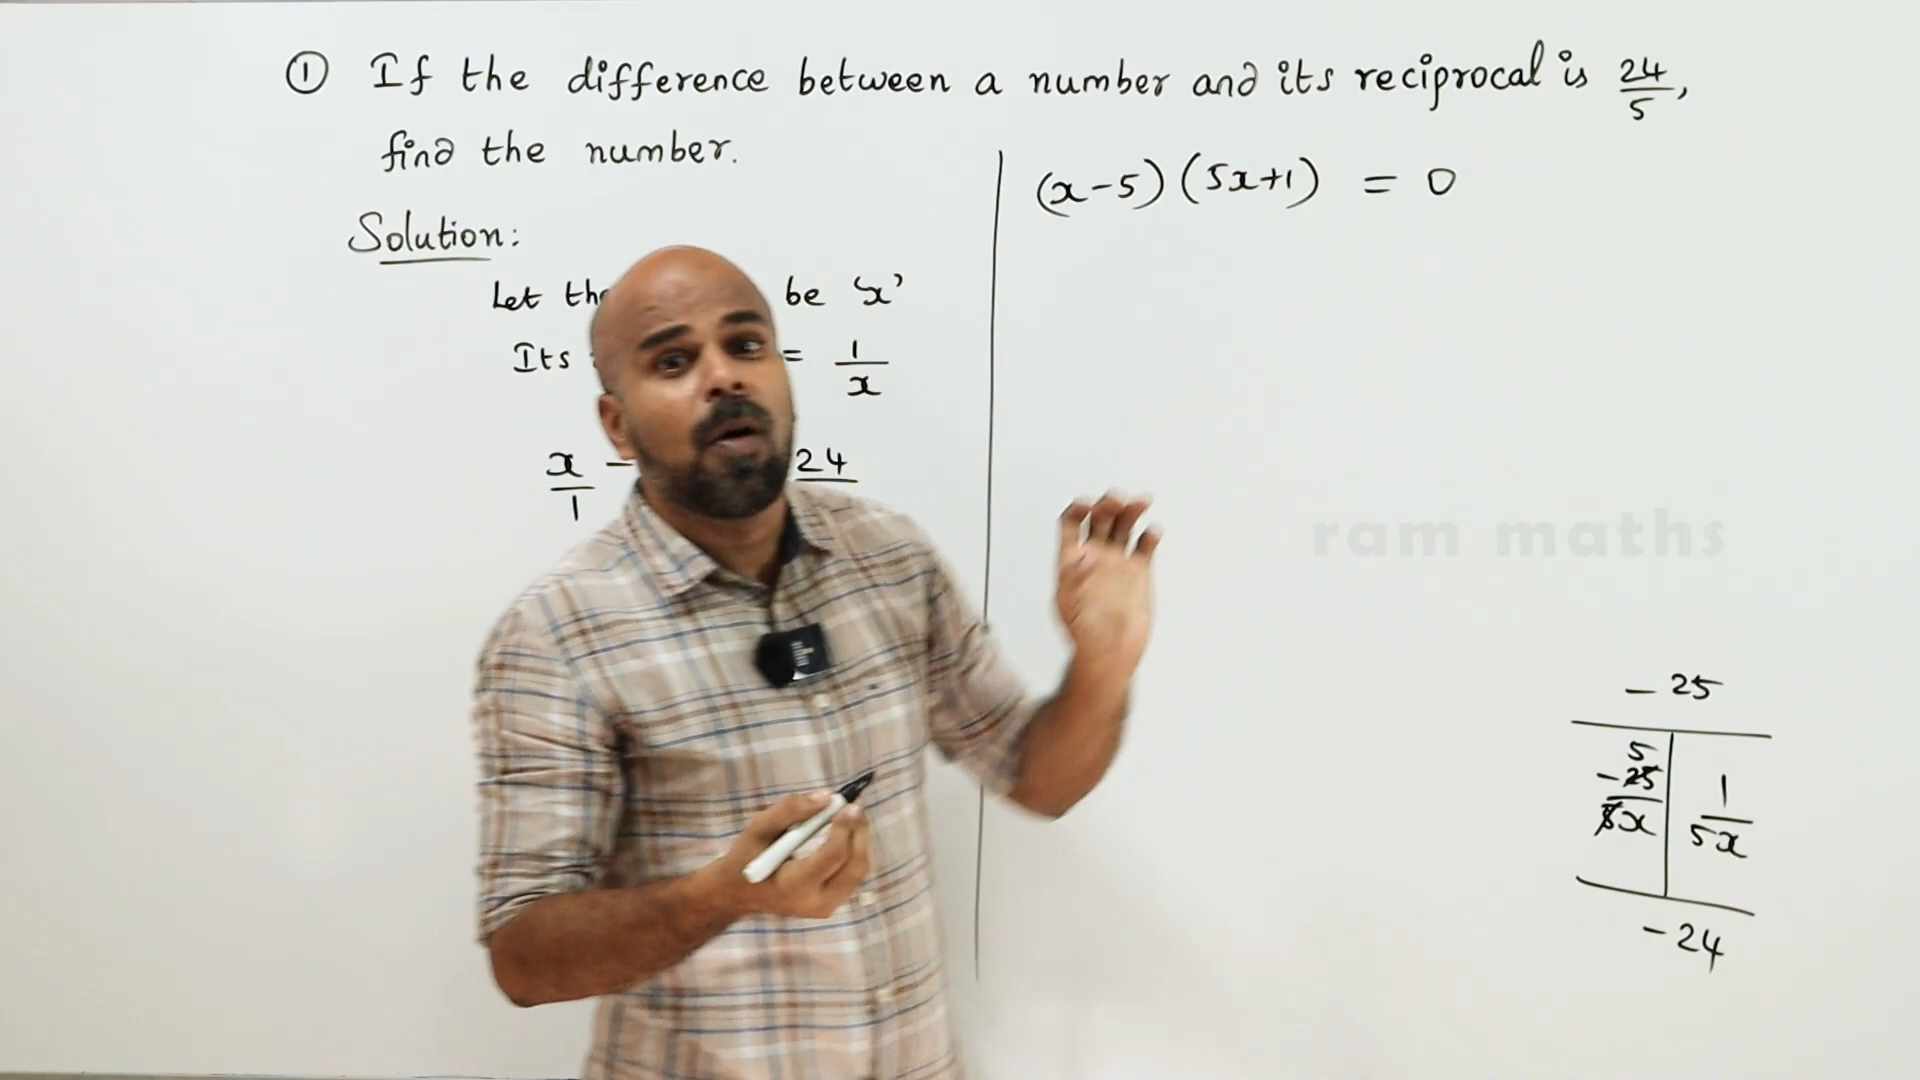 ① If the difference between a number and its reciprocal is 24/5,
find the number.
Solution:
Let the be 'x'
Its = 1/x
x/1 - 24
(x-5)(5x+1) = 0
ram maths
-25
5
-25/5x 1/5x
-24